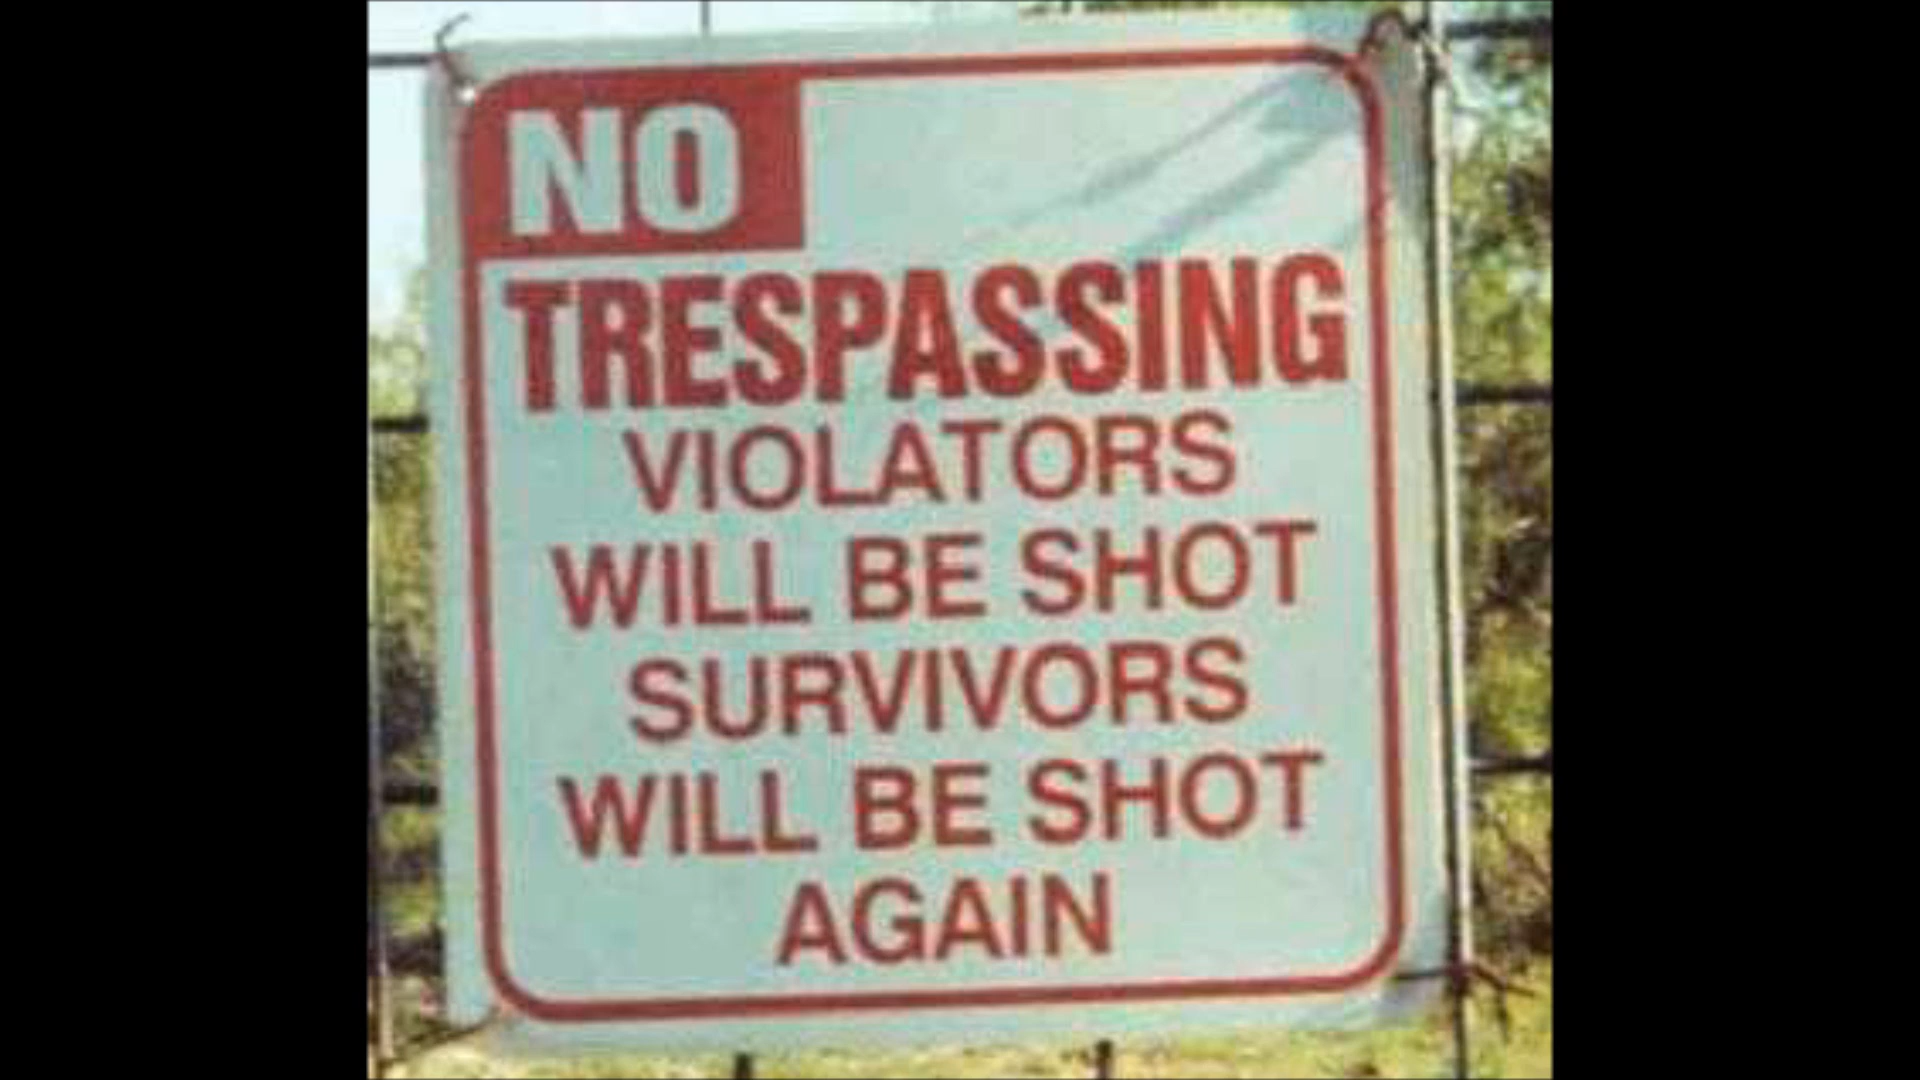 NO
TRESPASSING
VIOLATORS
WILL BE SHOT
SURVIVORS
WILL BE SHOT
AGAIN